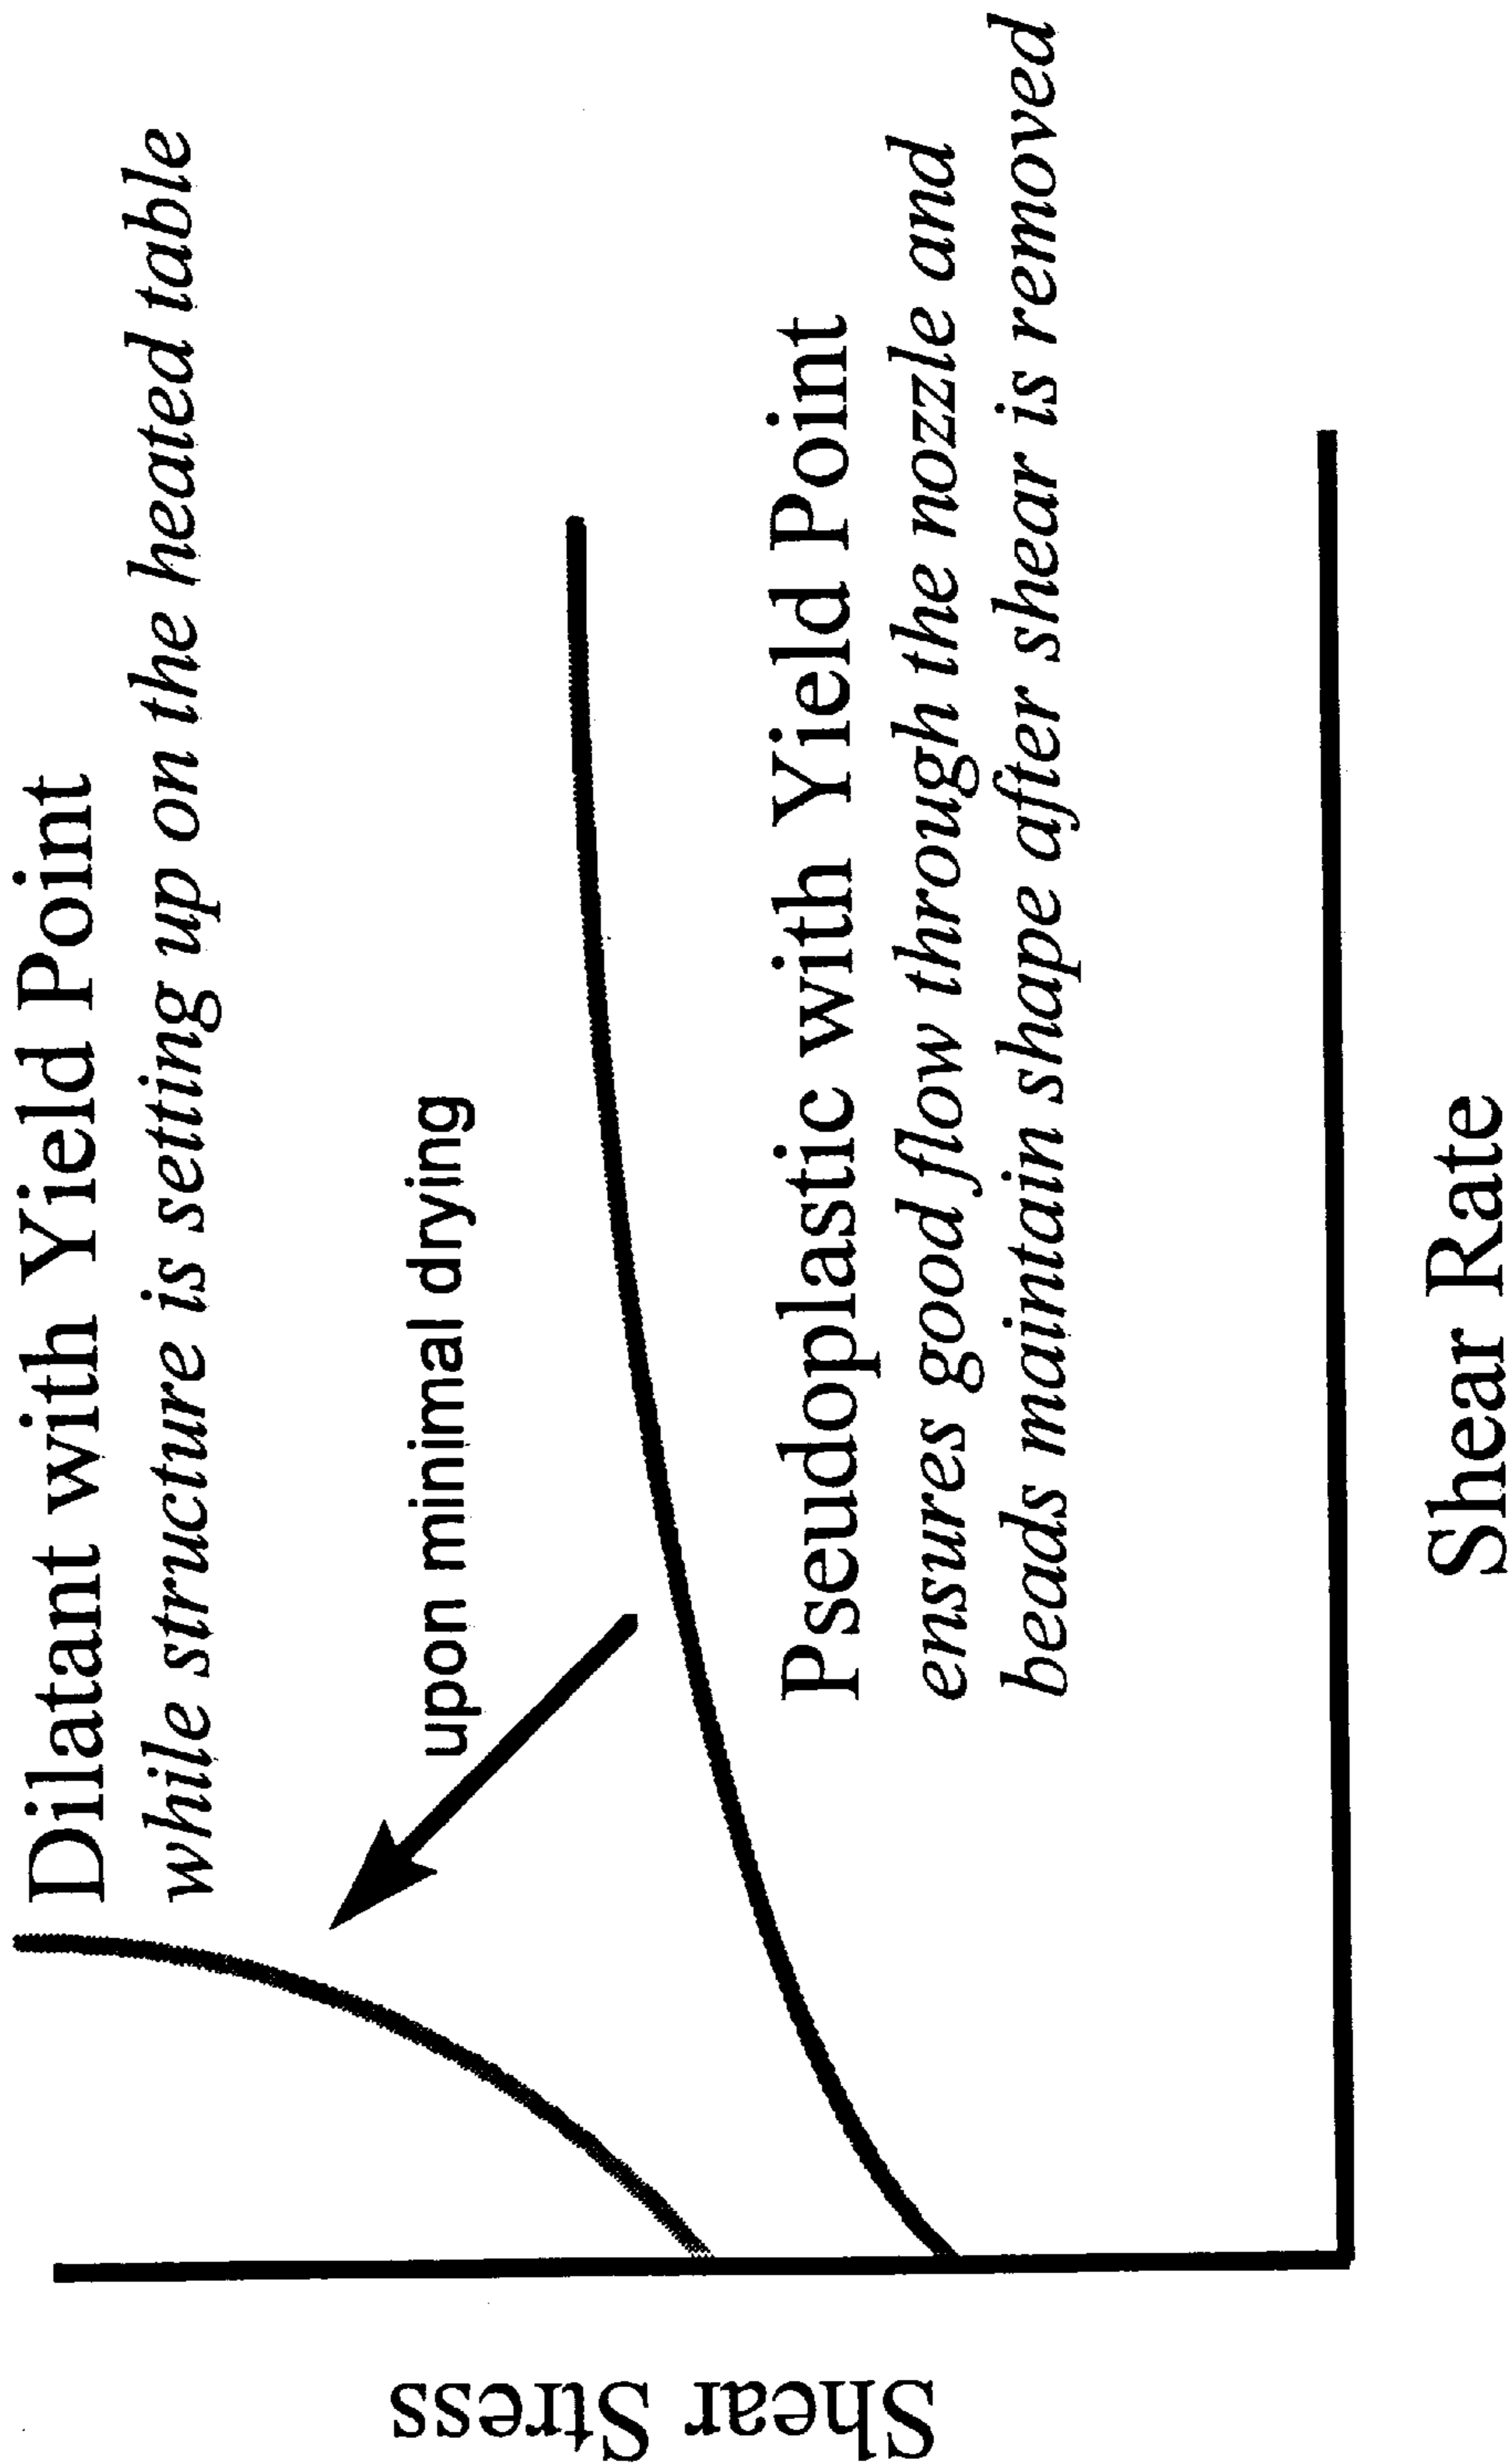 Dilatant with Yield Point
while structure is setting up on the heated table
upon minimal drying
Pseudoplastic with Yield Point
ensures good flow through the nozzle and
beads maintain shape after shear is removed
Shear Stress
Shear Rate